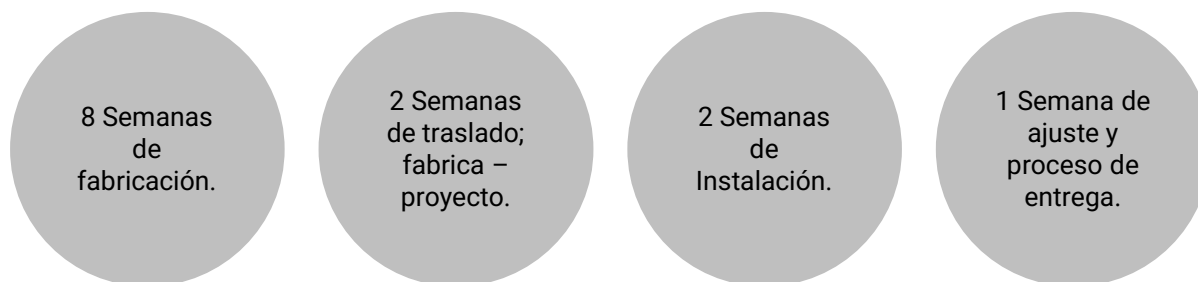 8 Semanas
de
fabricación.
2 Semanas
de traslado;
fabrica –
proyecto.
2 Semanas
de
Instalación.
1 Semana de
ajuste y
proceso de
entrega.